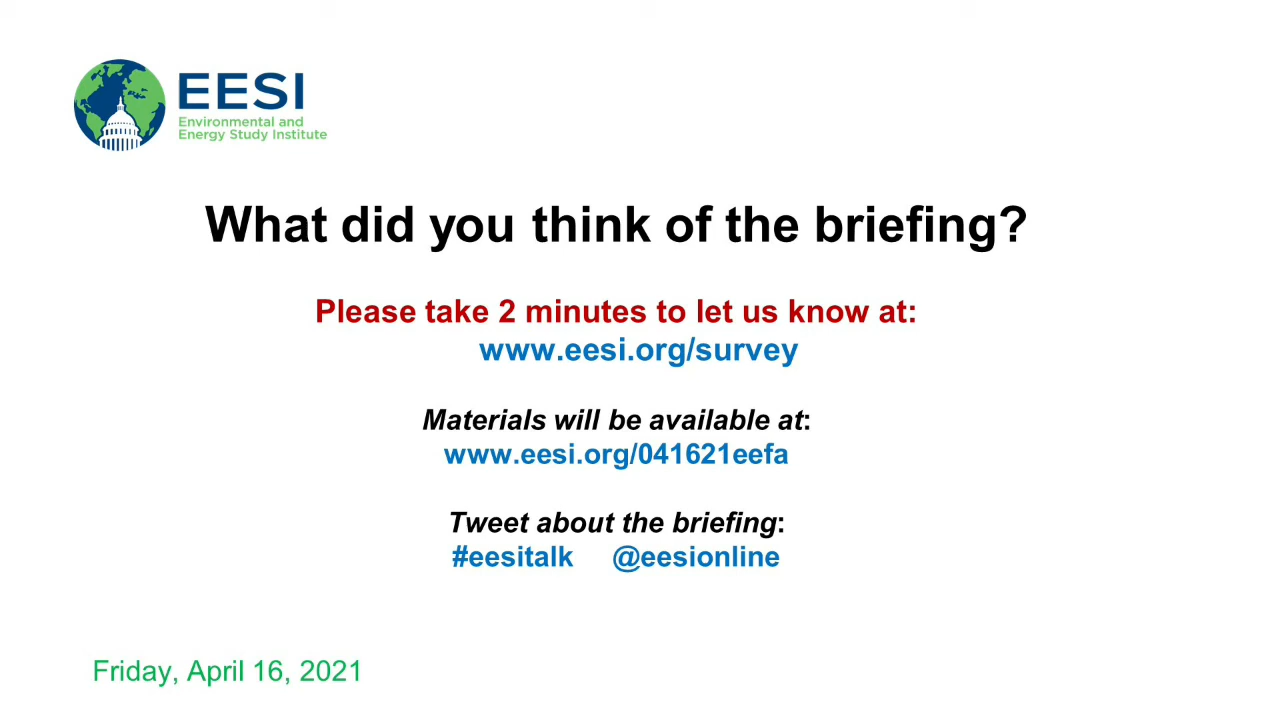 EESI
Environmental and
Energy Study Institute
What did you think of the briefing?
Please take 2 minutes to let us know at:
www.eesi.org/survey
Materials will be available at:
www.eesi.org/041621eefa
Tweet about the briefing:
#eesitalk @eesionline
Friday, April 16, 2021